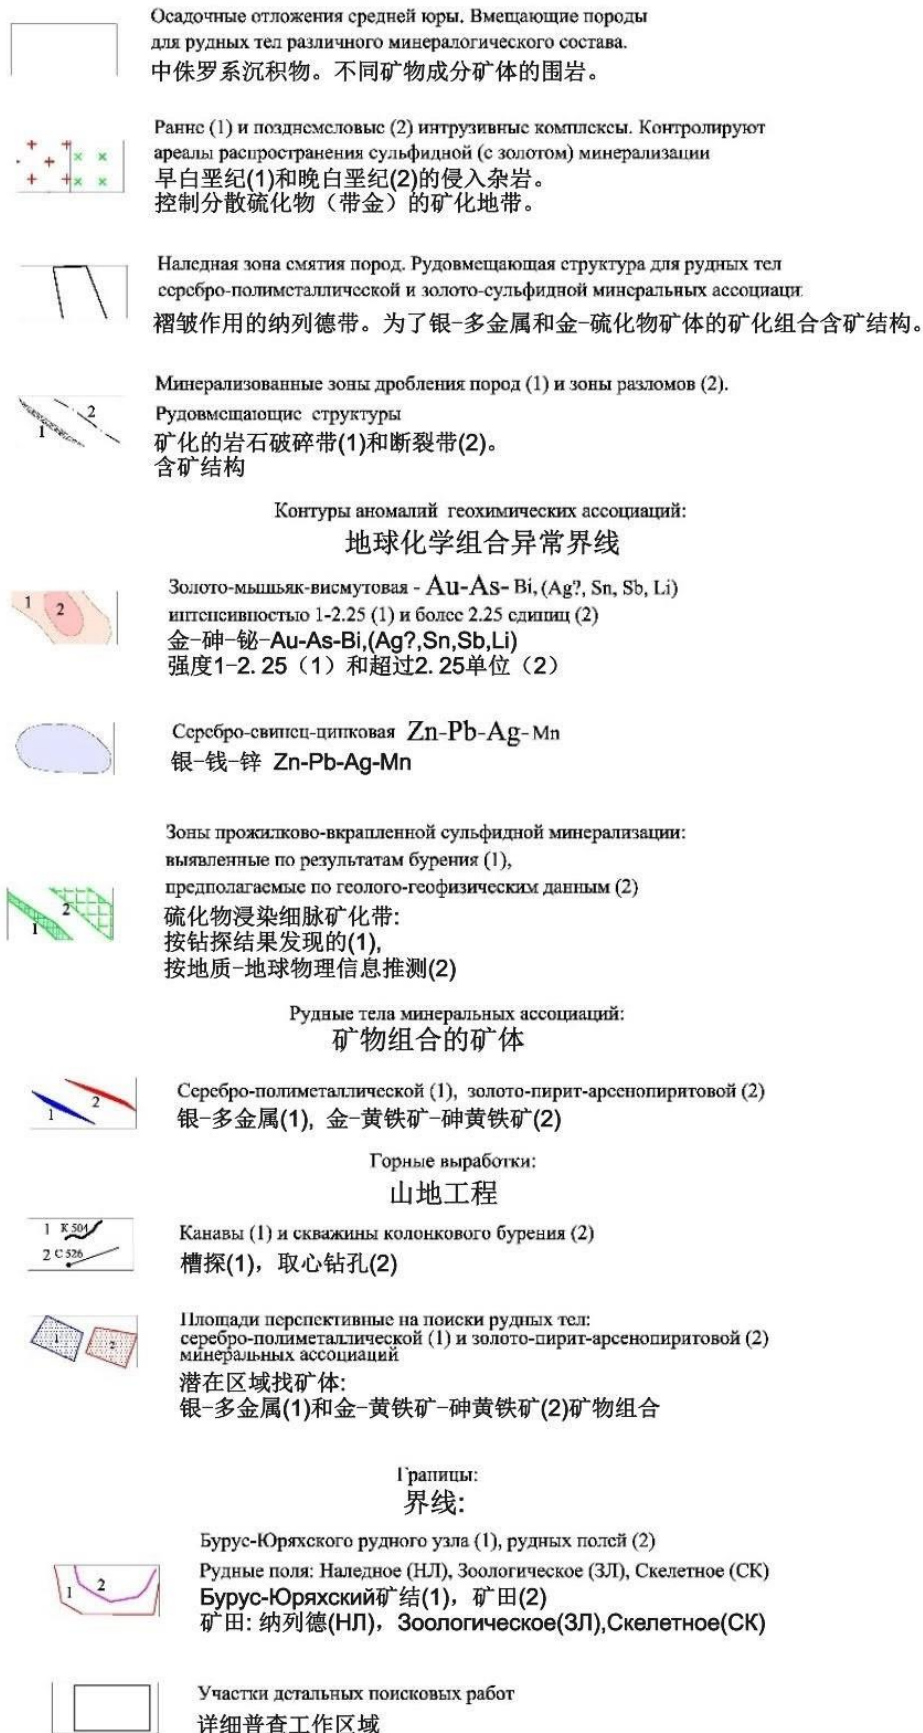 Осадочные отложения средней юры. Вмещающие породы
для рудных тел различного минералогического состава.
中侏罗系沉积物。不同矿物成分矿体的围岩。
Ранне (1) и позднемеловые (2) интрузивные комплексы. Контролируют
ареалы распространения сульфидной (с золотом) минерализации
早白垩纪(1)和晚白垩纪(2)的侵入杂岩。
控制分散硫化物（带金）的矿化地带。
Наледная зона смятия пород. Рудовмещающая структура для рудных тел
серебро-полиметаллической и золото-сульфидной минеральных ассоциаци
褶皱作用的纳列德带。为了银-多金属和金-硫化物矿体的矿化组合含矿结构。
1 2
Минерализованные зоны дробления пород (1) и зоны разломов (2).
Рудовмещающие структуры
矿化的岩石破碎带(1)和断裂带(2)。
含矿结构
Контуры аномалий геохимических ассоциаций:
地球化学组合异常界线
1 2
Золото-мышьяк-висмутовая - Au-As- Bi, (Ag?, Sn, Sb, Li)
интенсивностью 1-2.25 (1) и более 2.25 единиц (2)
金-砷-铋-Au-As-Bi,(Ag?,Sn,Sb,Li)
强度1-2.25（1）和超过2.25单位（2）
Серебро-свинец-цинковая Zn-Pb-Ag- Mn
银-钱-锌 Zn-Pb-Ag-Mn
Зоны прожилково-вкрапленной сульфидной минерализации:
выявленные по результатам бурения (1),
предполагаемые по геолого-геофизическим данным (2)
1 2
硫化物浸染细脉矿化带:
按钻探结果发现的(1),
按地质-地球物理信息推测(2)
Рудные тела минеральных ассоциаций:
矿物组合的矿体
1 2
Серебро-полиметаллической (1), золото-пирит-арсенопиритовой (2)
银-多金属(1), 金-黄铁矿-砷黄铁矿(2)
Горные выработки:
山地工程
1 К 504
2 С 526
Канавы (1) и скважины колонкового бурения (2)
槽探(1)，取心钻孔(2)
1 2
Площади перспективные на поиски рудных тел:
серебро-полиметаллической (1) и золото-пирит-арсенопиритовой (2)
минеральных ассоциаций
潜在区域找矿体:
银-多金属(1)和金-黄铁矿-砷黄铁矿(2)矿物组合
Границы:
界线:
Бурус-Юряхского рудного узла (1), рудных полей (2)
1 2
Рудные поля: Наледное (НЛ), Зоологическое (ЗЛ), Скелетное (СК)
Бурус-Юряхский矿结(1)，矿田(2)
矿田: 纳列德(НЛ)，Зоологическое(ЗЛ),Скелетное(СК)
Участки детальных поисковых работ
详细普查工作区域